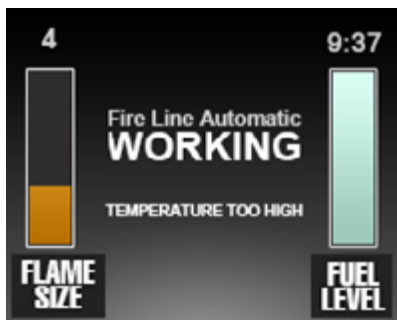 4
9:37
Fire Line Automatic
WORKING
TEMPERATURE TOO HIGH
FLAME
SIZE
FUEL
LEVEL